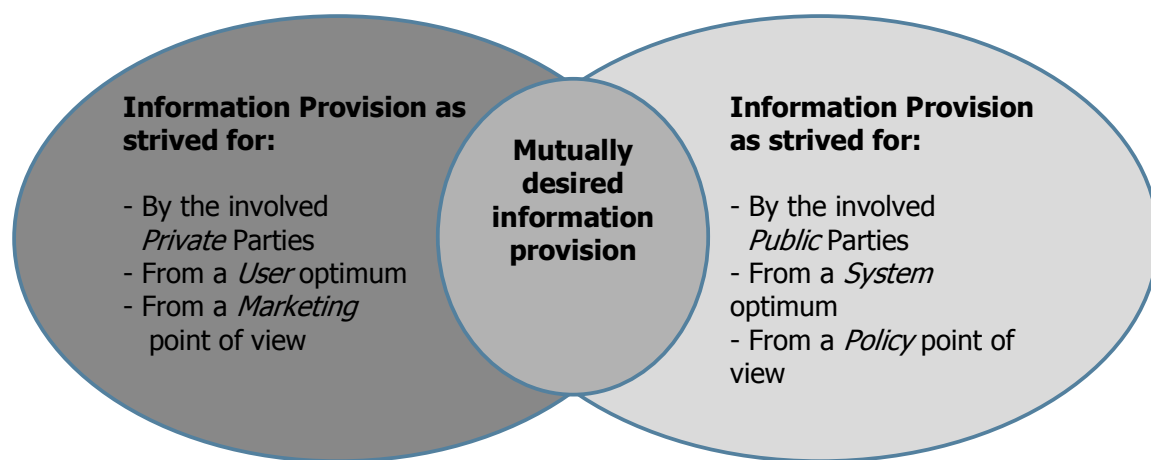 Information Provision as
strived for:
- By the involved
Private Parties
- From a User optimum
- From a Marketing
point of view
Mutually
desired
information
provision
Information Provision
as strived for:
- By the involved
Public Parties
- From a System
optimum
- From a Policy point of
view